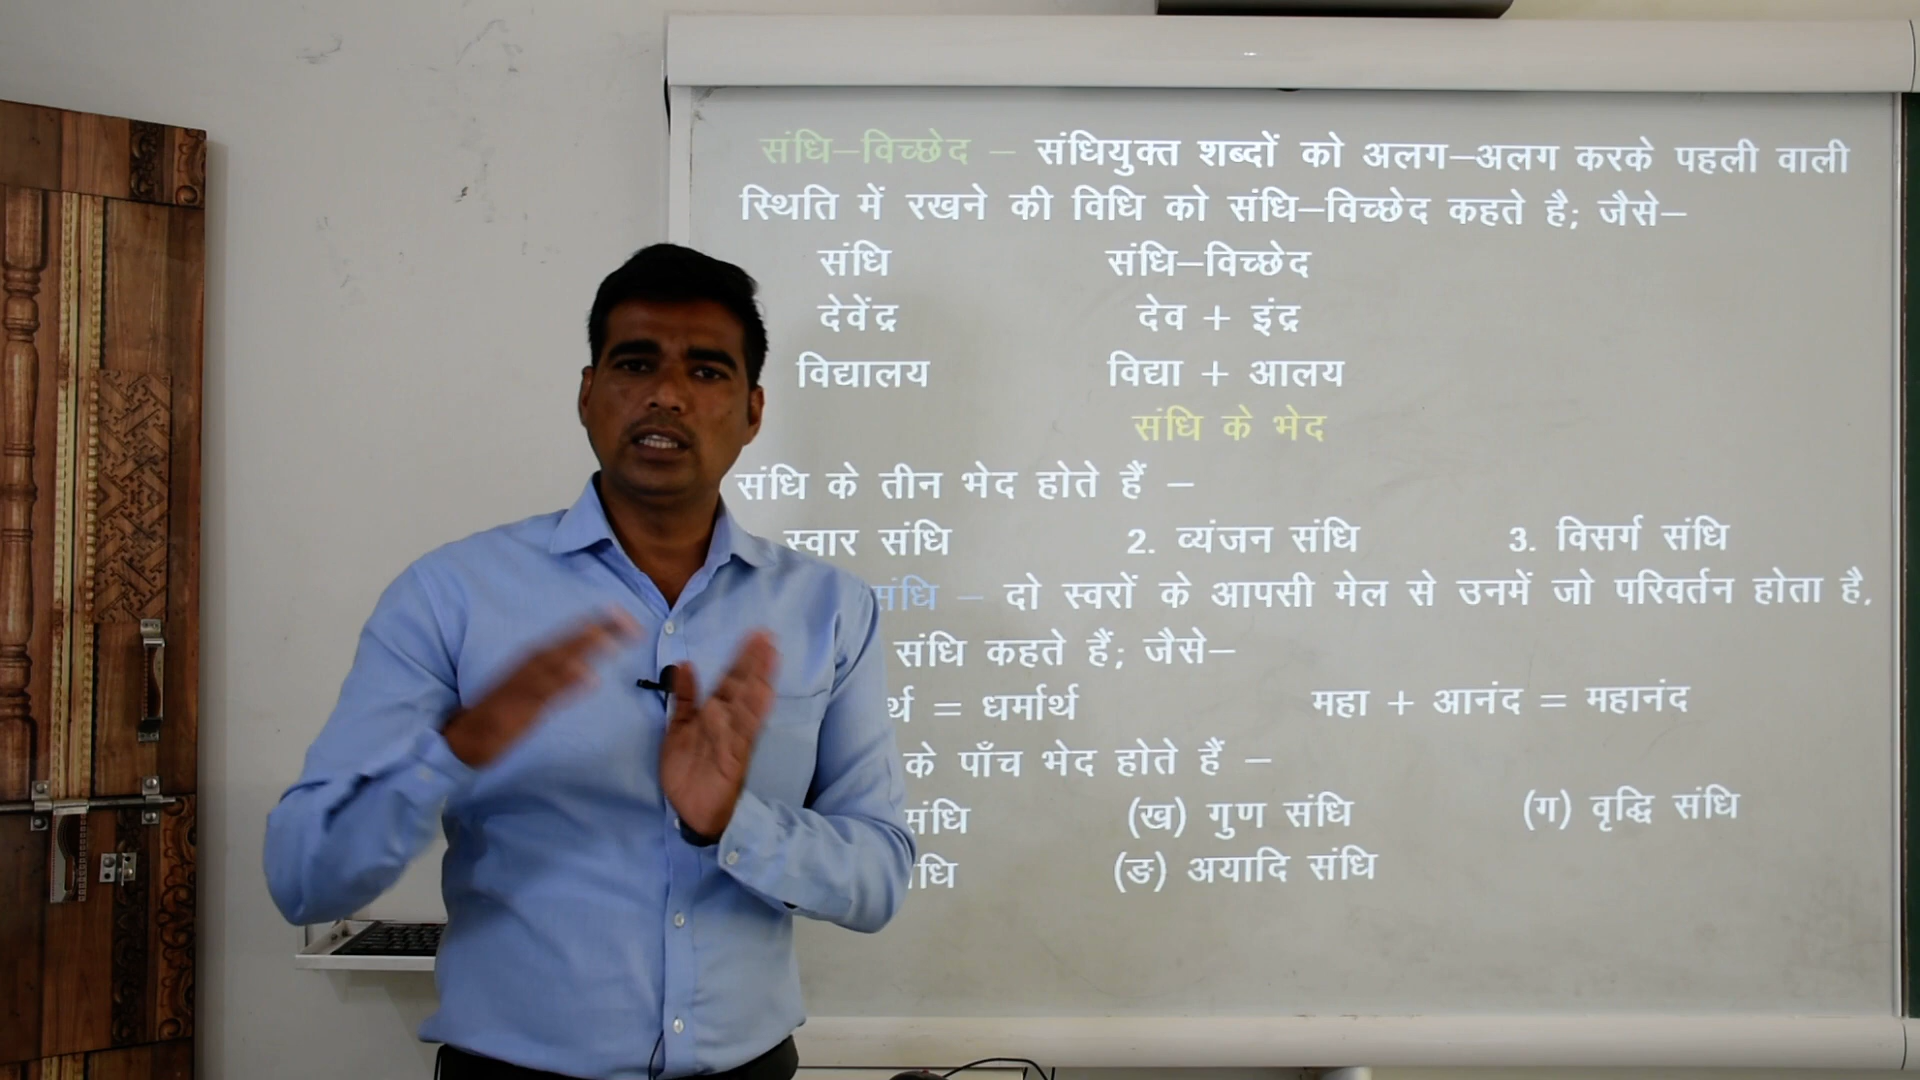 संधि–विच्छेद – संधियुक्त शब्दों को अलग–अलग करके पहली वाली
स्थिति में रखने की विधि को संधि–विच्छेद कहते है; जैसे–
संधि संधि–विच्छेद
देवेंद्र देव + इंद्र
विद्यालय विद्या + आलय
संधि के भेद
संधि के तीन भेद होते हैं –
स्वार संधि 2. व्यंजन संधि 3. विसर्ग संधि
संधि – दो स्वरों के आपसी मेल से उनमें जो परिवर्तन होता है,
संधि कहते हैं; जैसे–
= धर्मार्थ महा + आनंद = महानंद
के पाँच भेद होते हैं –
संधि (ख) गुण संधि (ग) वृद्धि संधि
(ङ) अयादि संधि